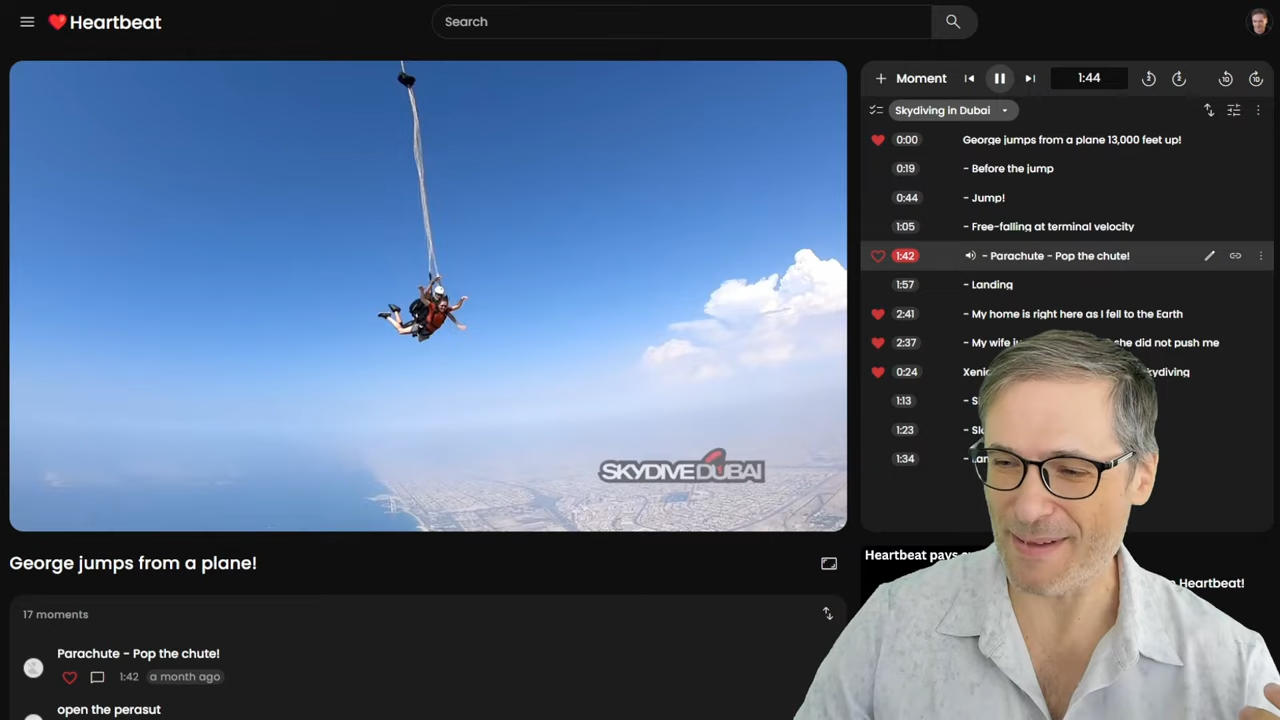 Heartbeat
Search
SKYDIVEDUBAI
George jumps from a plane!
17 moments
Parachute - Pop the chute!
1:42 a month ago
open the perasut
+ Moment 1:44
Skydiving in Dubai
0:00 George jumps from a plane 13,000 feet up!
0:19 - Before the jump
0:44 - Jump!
1:05 - Free-falling at terminal velocity
1:42 - Parachute - Pop the chute!
1:57 - Landing
2:41 - My home is right here as I fell to the Earth
2:37 - My wife she did not push me
0:24 skydiving
1:13
1:23
1:34
Heartbeat pays
Heartbeat!